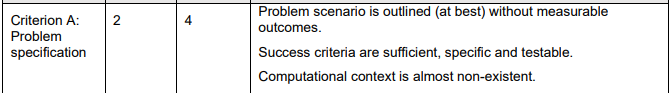 Criterion A:
Problem
specification
2
4
Problem scenario is outlined (at best) without measurable
outcomes.
Success criteria are sufficient, specific and testable.
Computational context is almost non-existent.